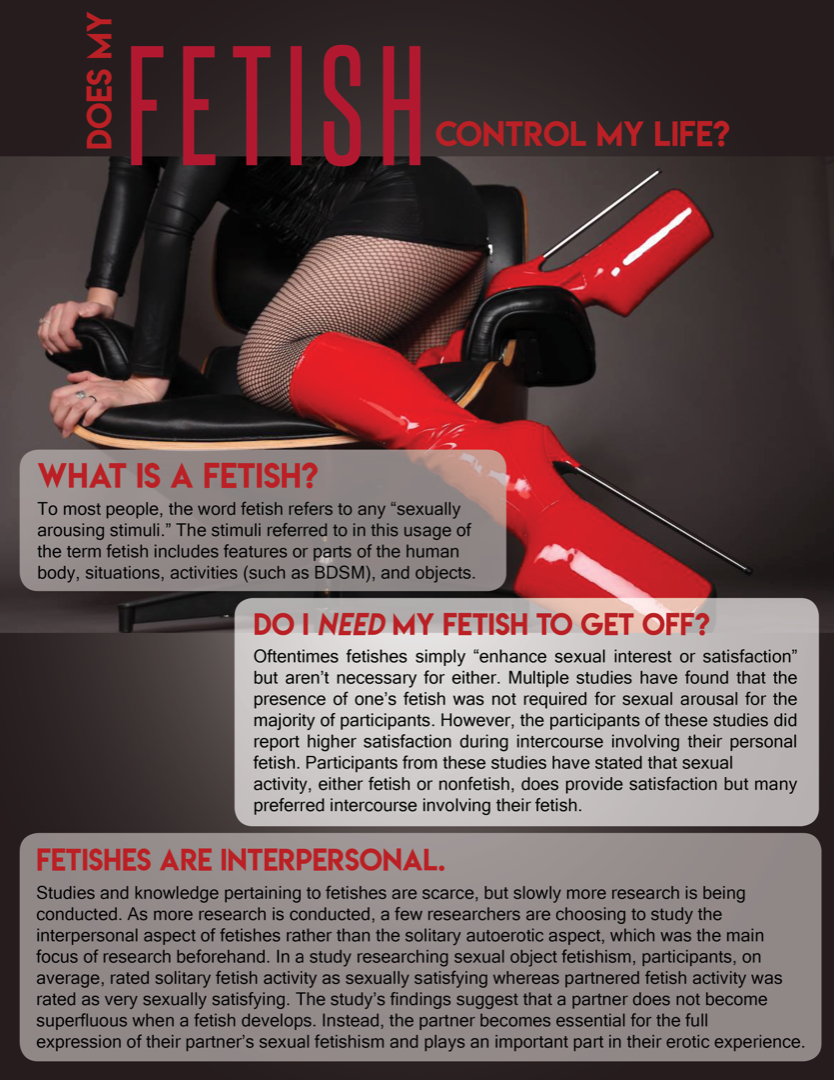 DOES MY
FETISH
CONTROL MY LIFE?
WHAT IS A FETISH?
To most people, the word fetish refers to any “sexually
arousing stimuli.” The stimuli referred to in this usage of
the term fetish includes features or parts of the human
body, situations, activities (such as BDSM), and objects.
DO I NEED MY FETISH TO GET OFF?
Oftentimes fetishes simply “enhance sexual interest or satisfaction”
but aren’t necessary for either. Multiple studies have found that the
presence of one’s fetish was not required for sexual arousal for the
majority of participants. However, the participants of these studies did
report higher satisfaction during intercourse involving their personal
fetish. Participants from these studies have stated that sexual
activity, either fetish or nonfetish, does provide satisfaction but many
preferred intercourse involving their fetish.
FETISHES ARE INTERPERSONAL.
Studies and knowledge pertaining to fetishes are scarce, but slowly more research is being
conducted. As more research is conducted, a few researchers are choosing to study the
interpersonal aspect of fetishes rather than the solitary autoerotic aspect, which was the main
focus of research beforehand. In a study researching sexual object fetishism, participants, on
average, rated solitary fetish activity as sexually satisfying whereas partnered fetish activity was
rated as very sexually satisfying. The study’s findings suggest that a partner does not become
superfluous when a fetish develops. Instead, the partner becomes essential for the full
expression of their partner’s sexual fetishism and plays an important part in their erotic experience.